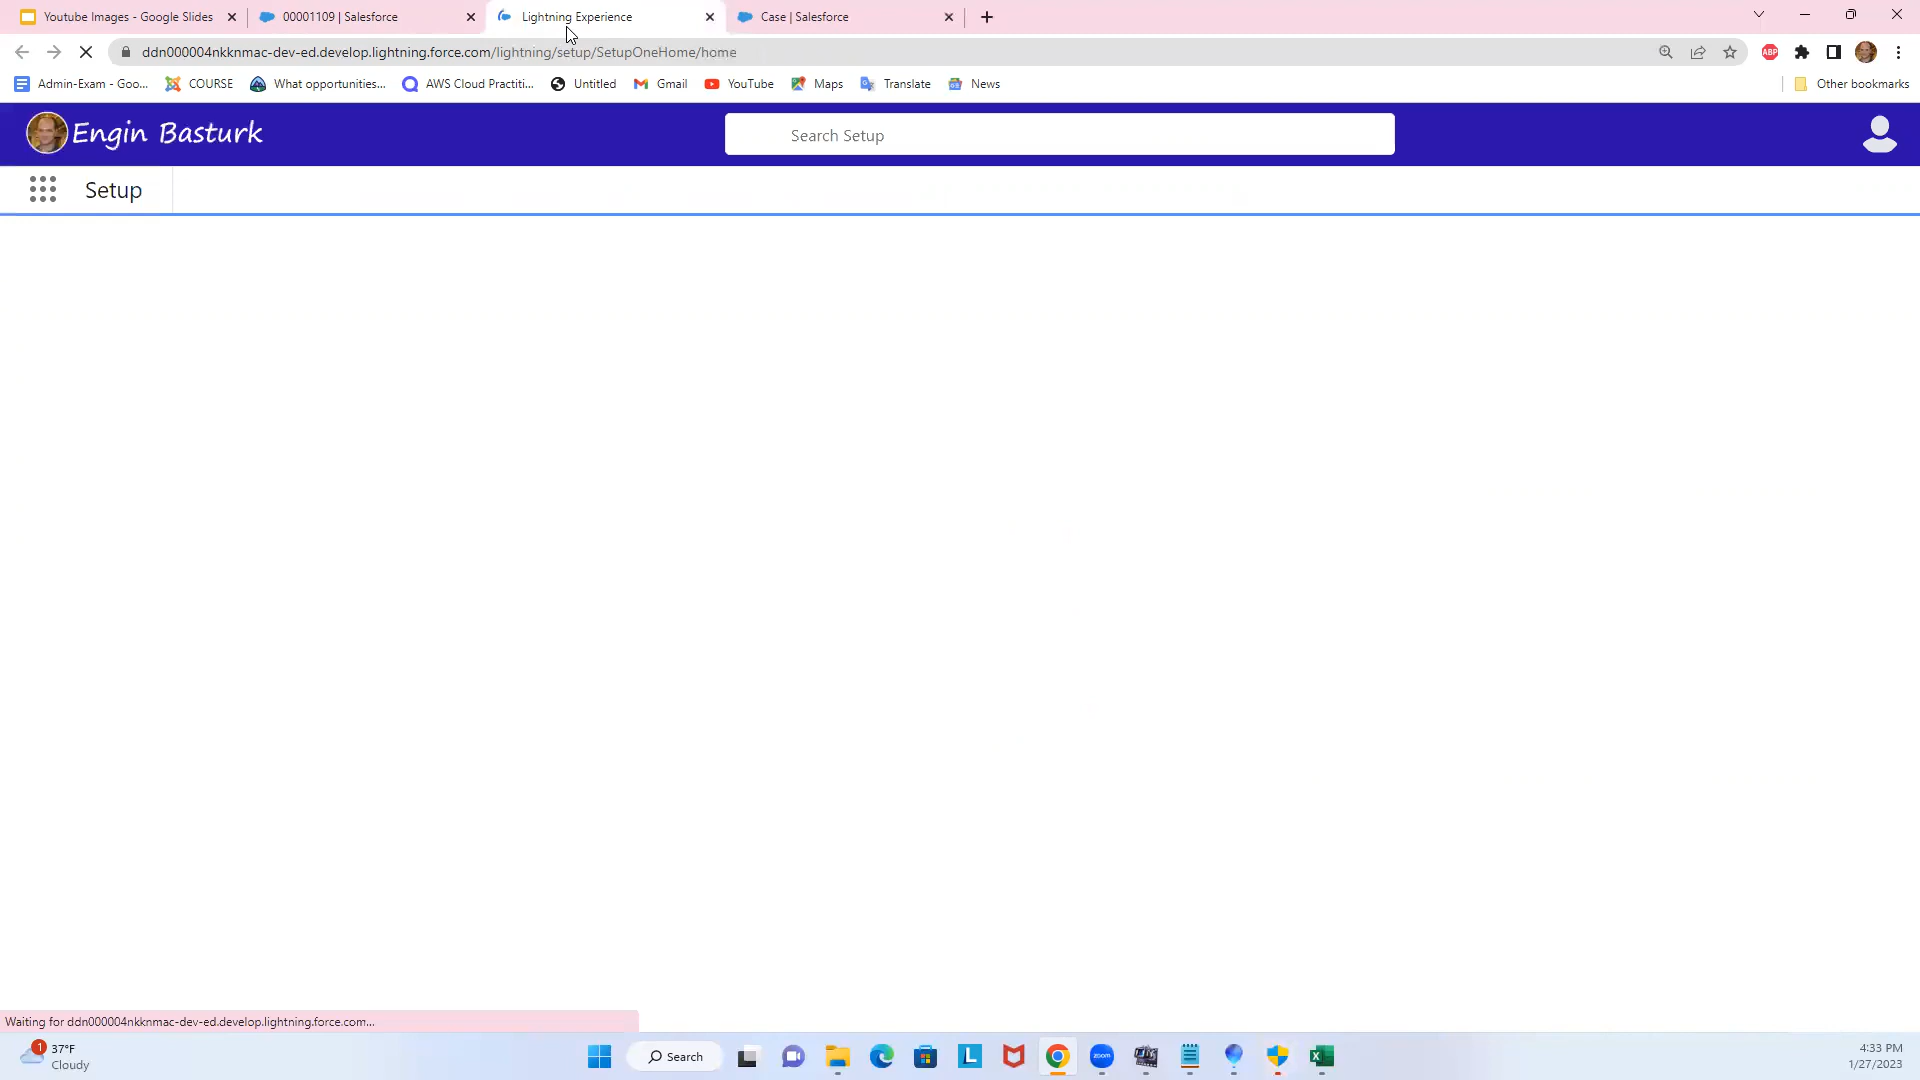 Youtube Images - Google Slides
00001109 | Salesforce
Lightning Experience
Case | Salesforce
ddn000004nkknmac-dev-ed.develop.lightning.force.com/lightning/setup/SetupOneHome/home
ABP
Admin-Exam - Goo...
COURSE
What opportunities...
AWS Cloud Practiti...
Untitled
Gmail
YouTube
Maps
Translate
News
Other bookmarks
Engin Basturk
Search Setup
Setup
Waiting for ddn000004nkknmac-dev-ed.develop.lightning.force.com...
1
37°F
Cloudy
Search
L
zoom
X
4:33 PM
1/27/2023